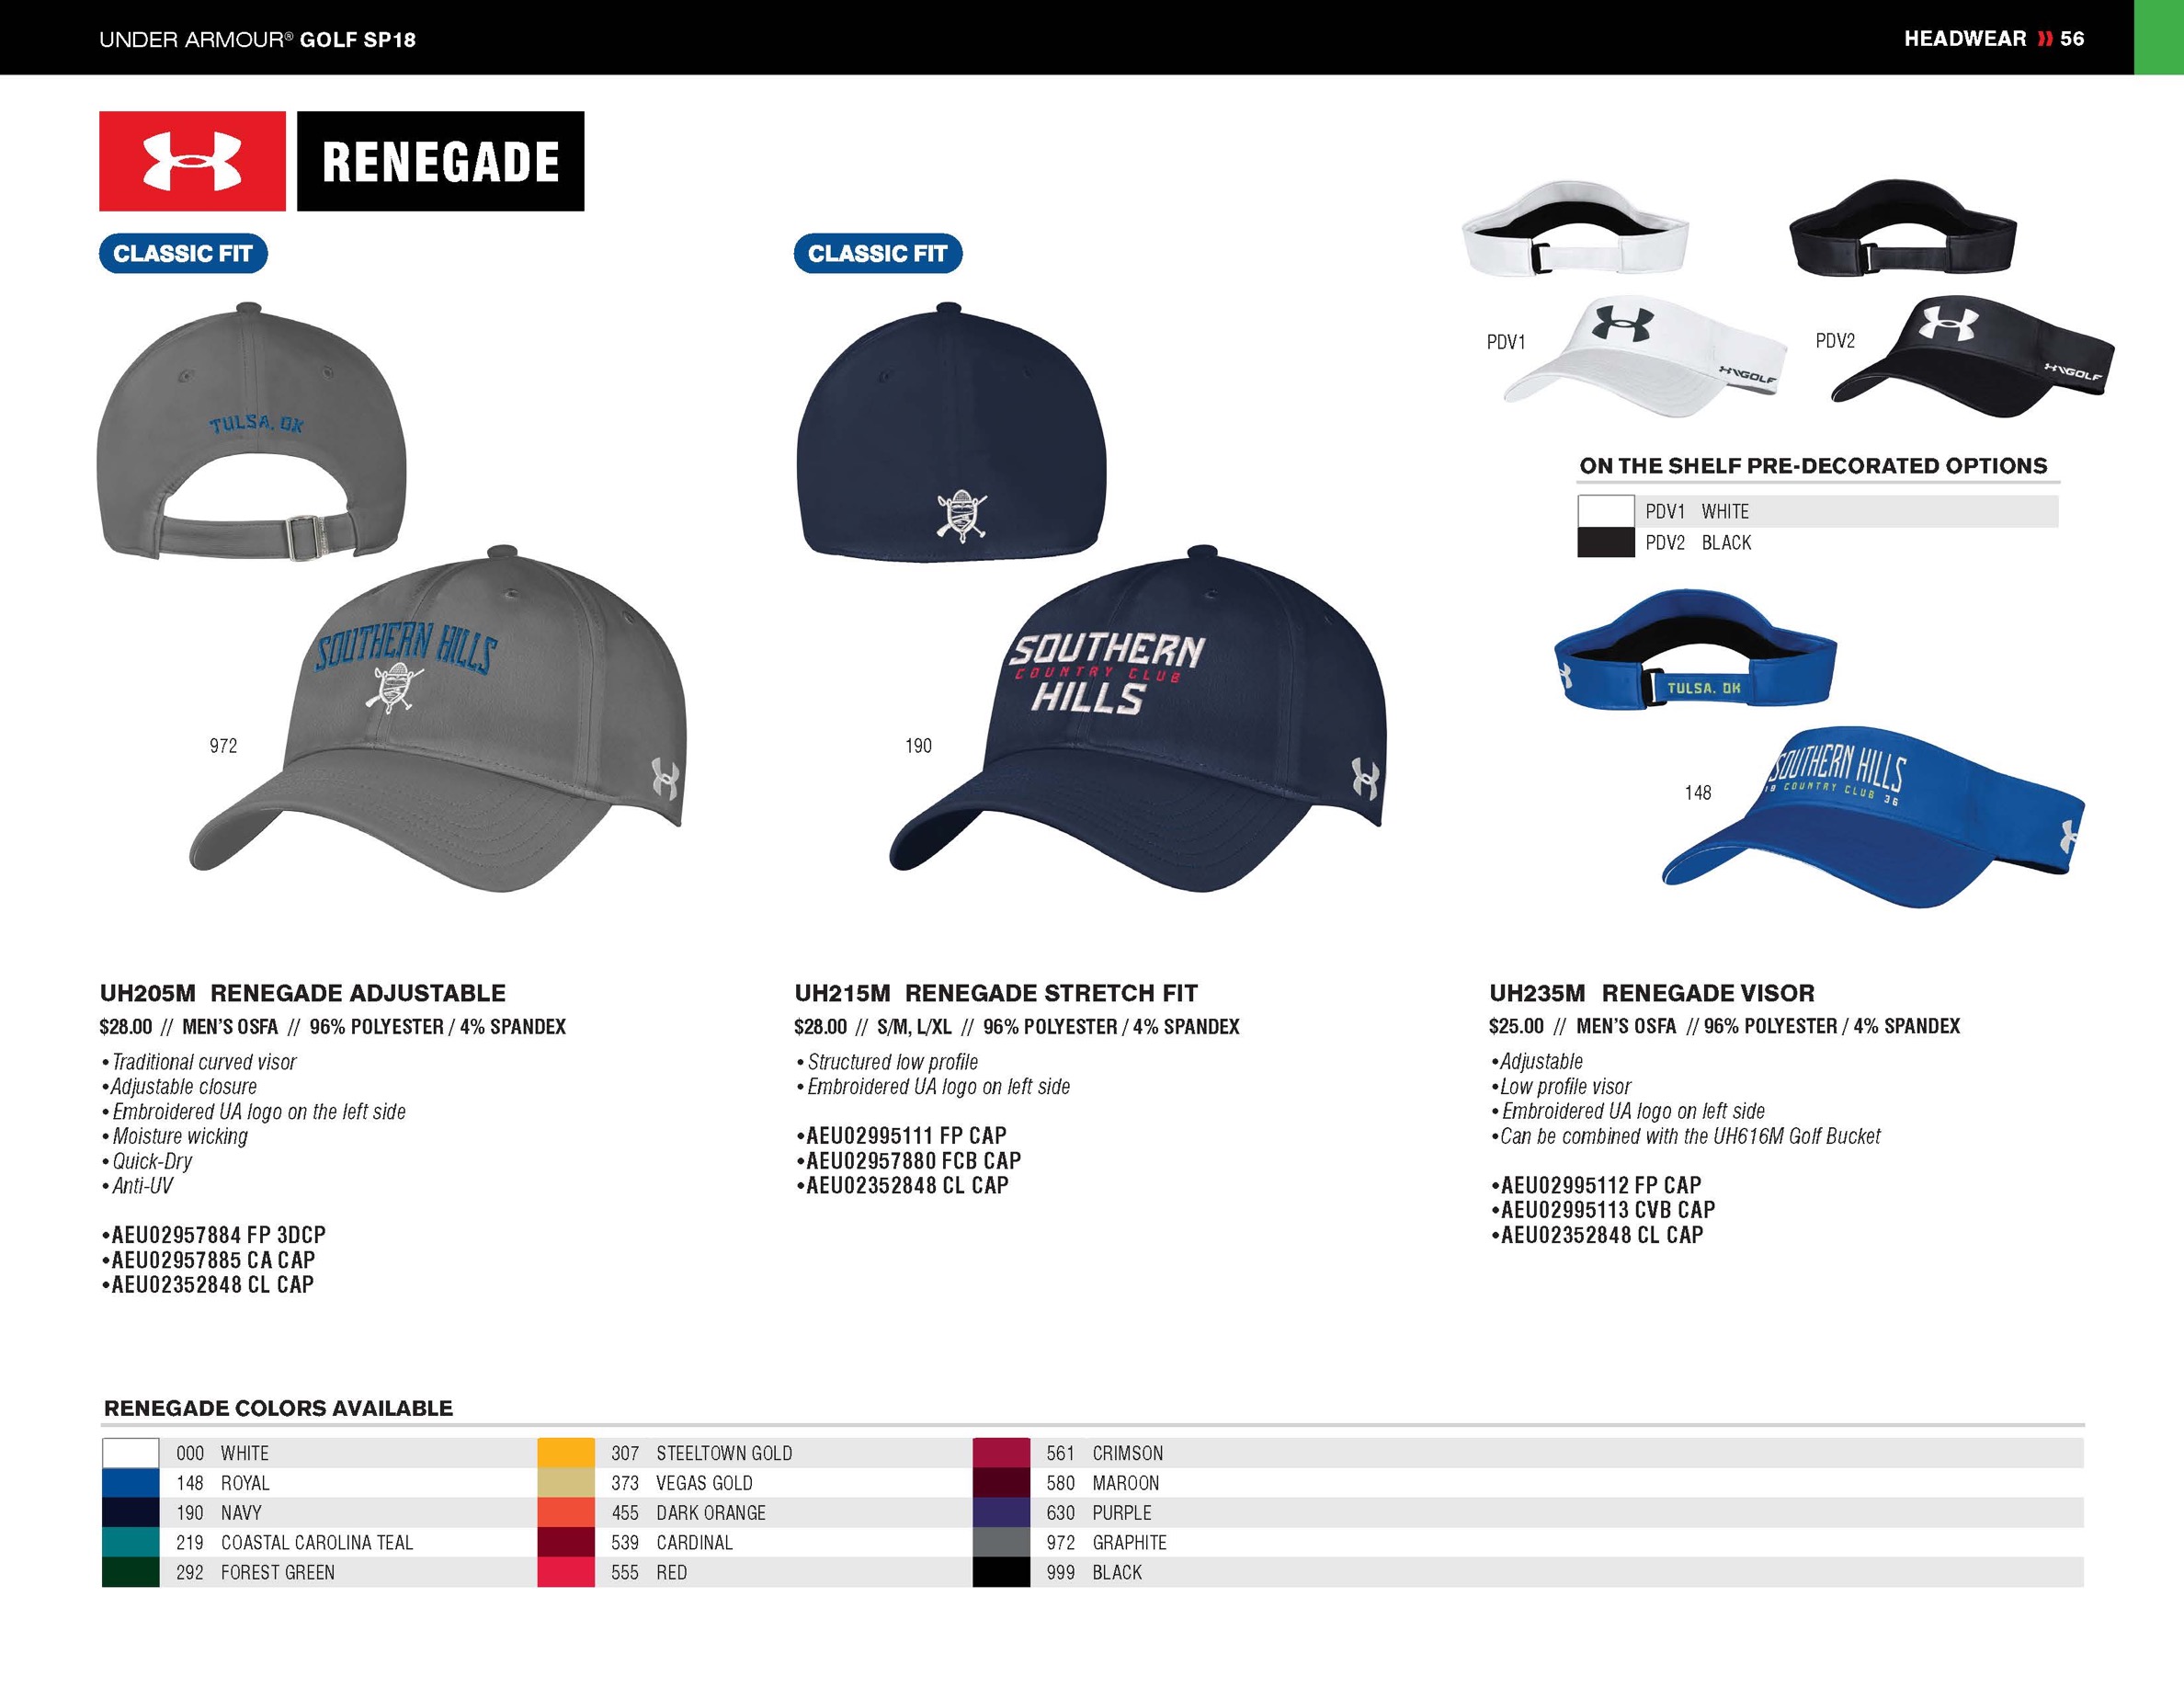 UNDER ARMOUR® GOLF SP18
HEADWEAR 56
RENEGADE
CLASSIC FIT
TULSA, OK
SOUTHERN HILLS
972
CLASSIC FIT
SOUTHERN
COUNTRY CLUB
HILLS
190
PDV1
GOLF
PDV2
GOLF
ON THE SHELF PRE-DECORATED OPTIONS
PDV1 WHITE
PDV2 BLACK
TULSA, OK
SOUTHERN HILLS
19 COUNTRY CLUB 36
148
UH205M RENEGADE ADJUSTABLE
$28.00 // MEN'S OSFA // 96% POLYESTER / 4% SPANDEX
• Traditional curved visor
• Adjustable closure
• Embroidered UA logo on the left side
• Moisture wicking
• Quick-Dry
• Anti-UV
•AEU02957884 FP 3DCP
•AEU02957885 CA CAP
•AEU02352848 CL CAP
UH215M RENEGADE STRETCH FIT
$28.00 // S/M, L/XL // 96% POLYESTER / 4% SPANDEX
• Structured low profile
• Embroidered UA logo on left side
•AEU02995111 FP CAP
•AEU02957880 FCB CAP
•AEU02352848 CL CAP
UH235M RENEGADE VISOR
$25.00 // MEN'S OSFA // 96% POLYESTER / 4% SPANDEX
•Adjustable
•Low profile visor
• Embroidered UA logo on left side
•Can be combined with the UH616M Golf Bucket
•AEU02995112 FP CAP
•AEU02995113 CVB CAP
•AEU02352848 CL CAP
RENEGADE COLORS AVAILABLE
000 WHITE
148 ROYAL
190 NAVY
219 COASTAL CAROLINA TEAL
292 FOREST GREEN
307 STEELTOWN GOLD
373 VEGAS GOLD
455 DARK ORANGE
539 CARDINAL
555 RED
561 CRIMSON
580 MAROON
630 PURPLE
972 GRAPHITE
999 BLACK